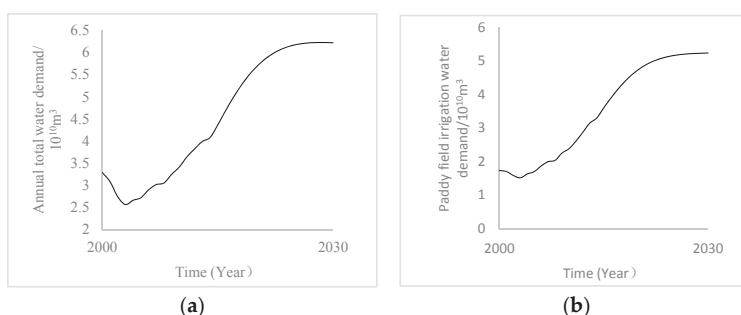 Annual total water demand/
10¹⁰m³
6.5
6
5.5
5
4.5
4
3.5
3
2.5
2
2000
2030
Time (Year）
(a)
Paddy field irrigation water
demand/10¹⁰m³
6
5
4
3
2
1
0
2000
2030
Time (Year）
(b)